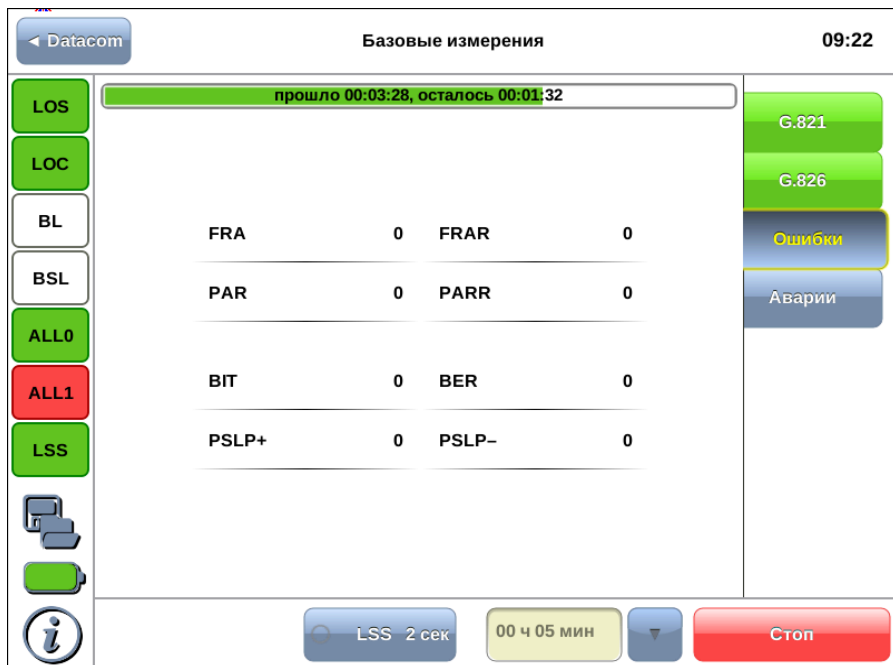 ◄ Datacom
Базовые измерения
09:22
LOS
LOC
BL
BSL
ALL0
ALL1
LSS
прошло 00:03:28, осталось 00:01:32
FRA 0 FRAR 0
PAR 0 PARR 0
BIT 0 BER 0
PSLP+ 0 PSLP– 0
G.821
G.826
Ошибки
Аварии
i
LSS 2 сек
00 ч 05 мин
▼
Стоп